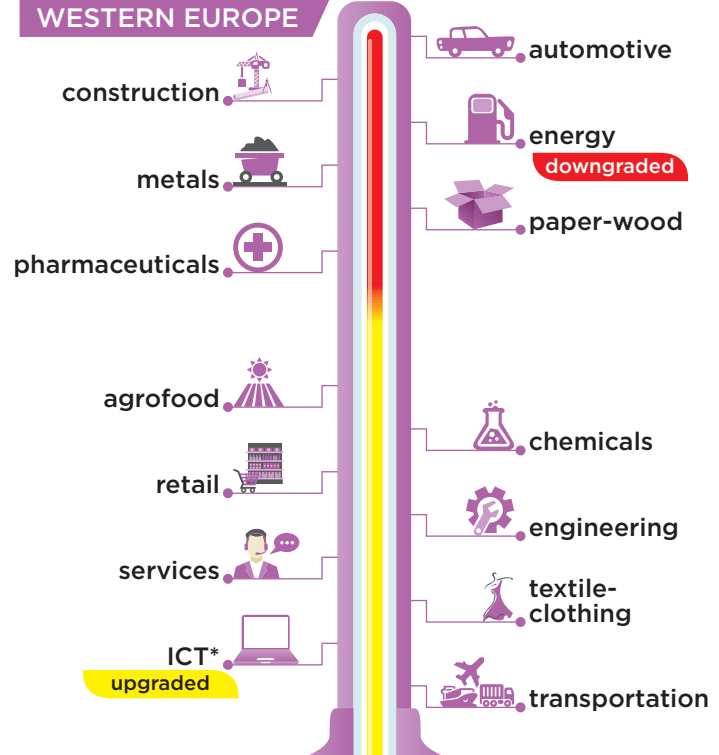 WESTERN EUROPE
automotive
construction
energy
downgraded
metals
paper-wood
pharmaceuticals
agrofood
chemicals
retail
engineering
services
textile-
clothing
ICT*
upgraded
transportation